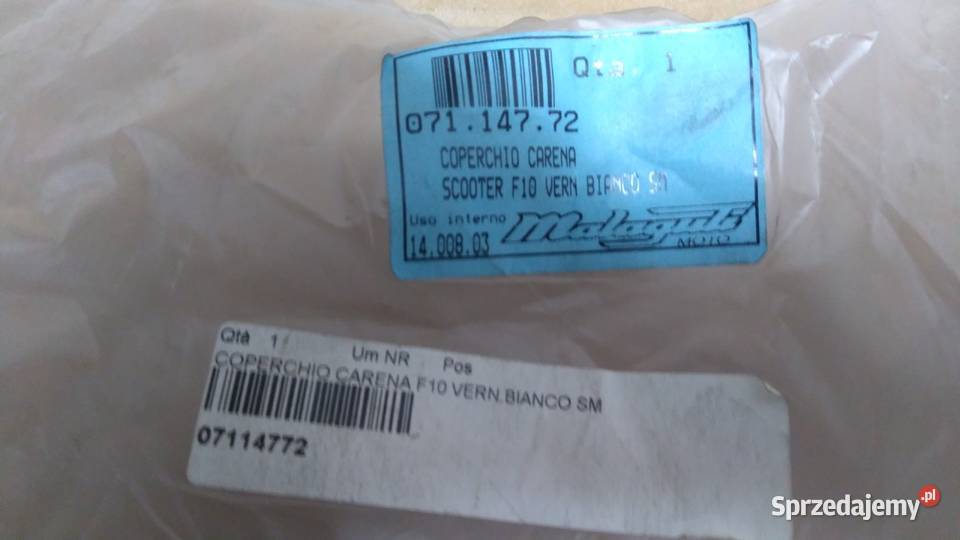 Qta. 1
071.147.72
COPERCHIO CARENA
SCOOTER F10 VERN BIANCO SM
Uso interno
Malaguti
MOTO
14.008.03
Qtà 1 Um NR Pos
COPERCHIO CARENA F10 VERN.BIANCO SM
07114772
Sprzedajemy.pl